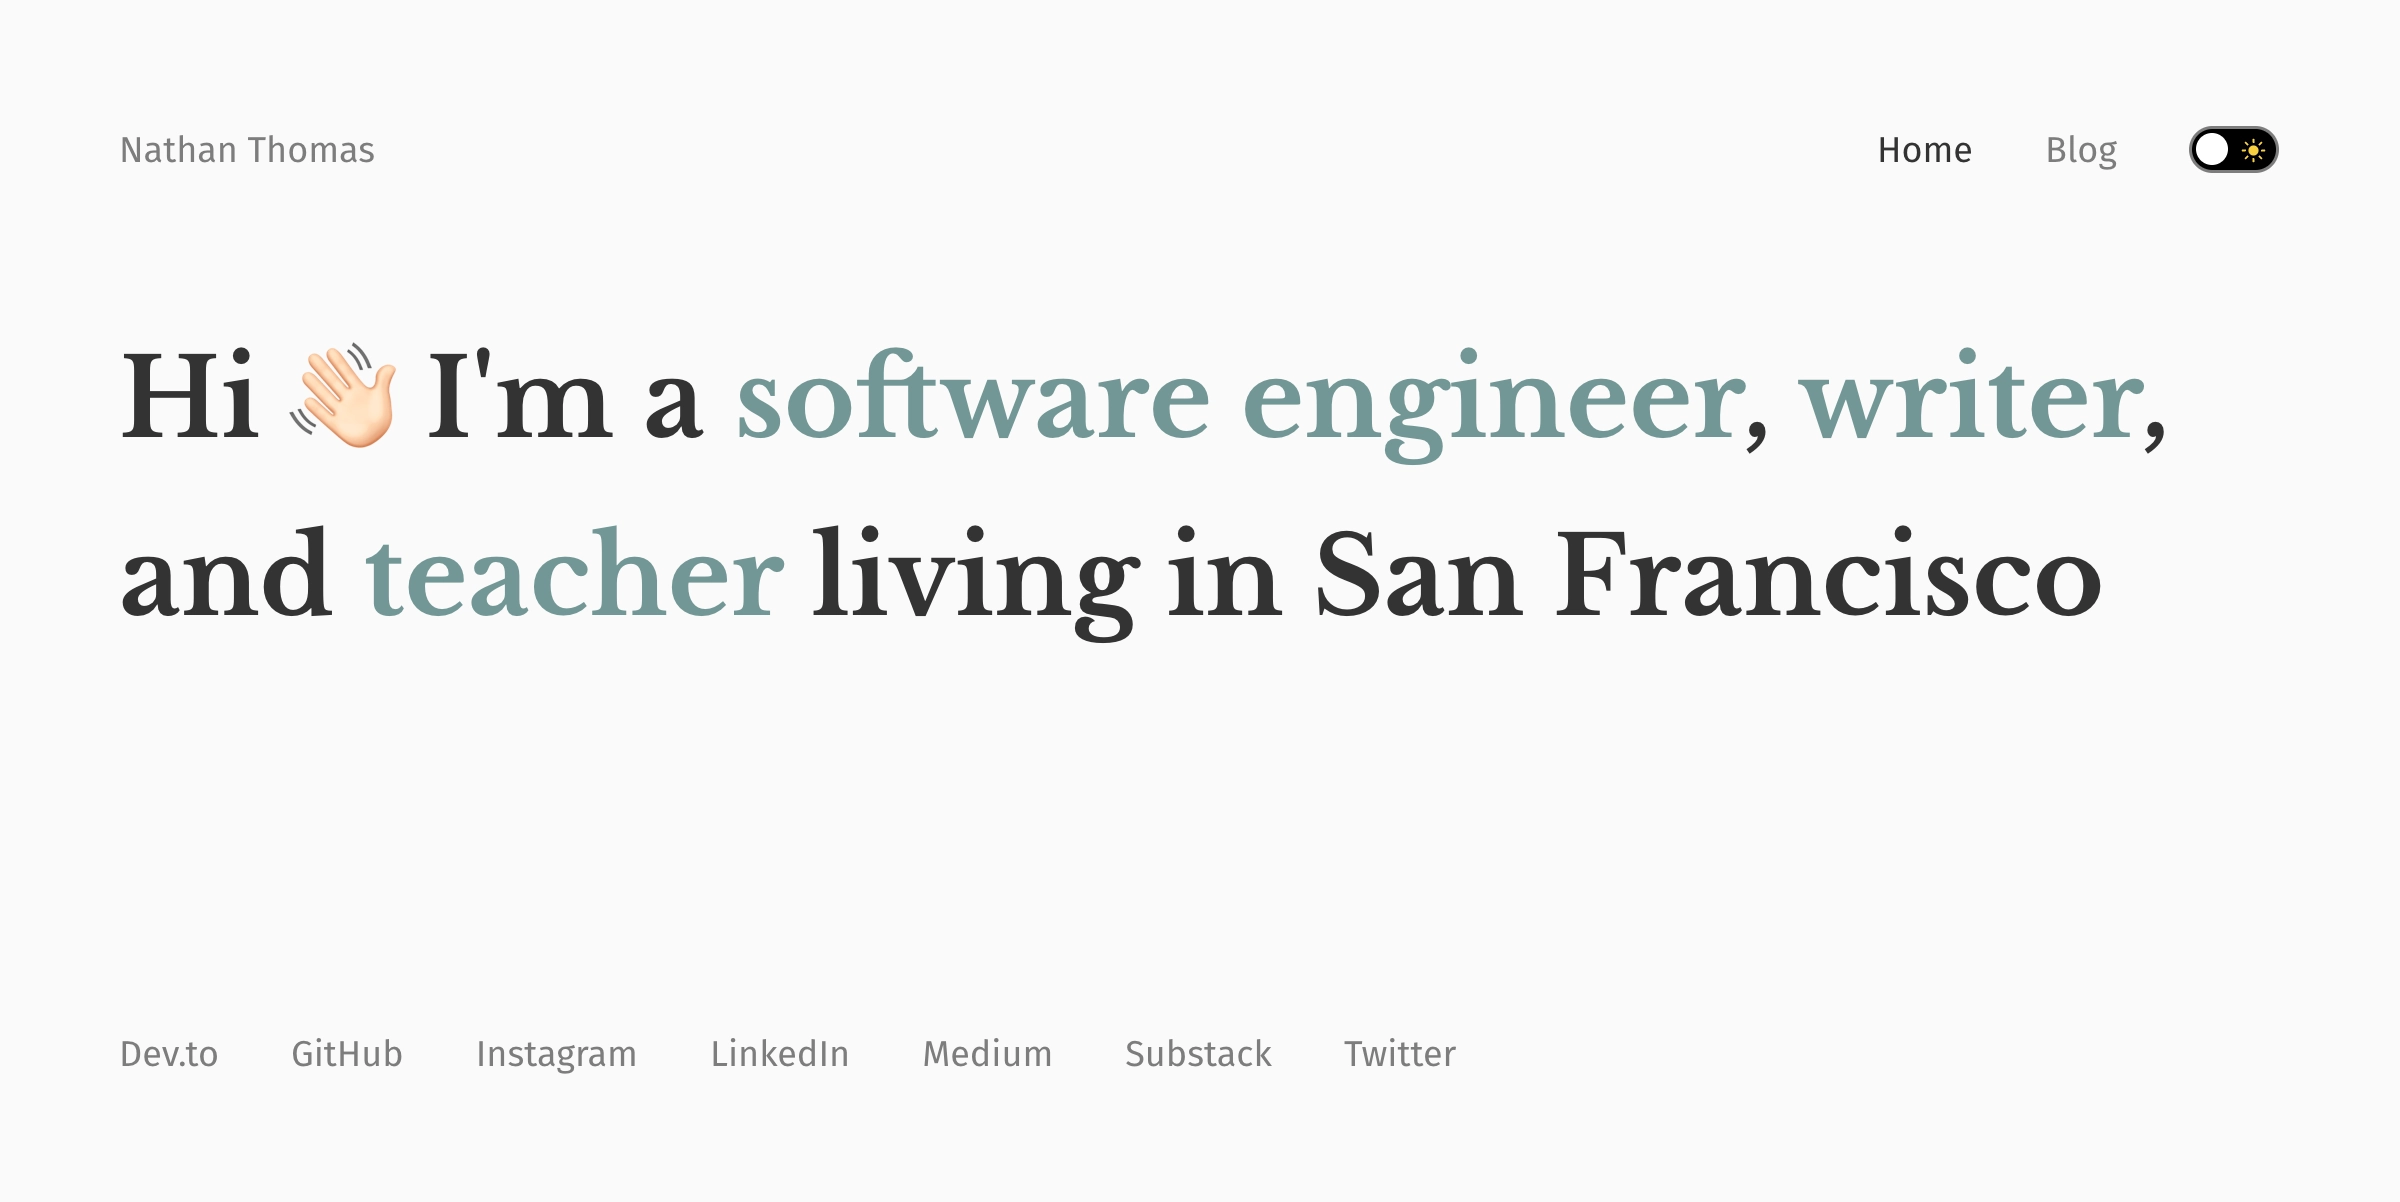 Nathan Thomas
Home Blog
Hi 👋🏻 I'm a software engineer, writer,
and teacher living in San Francisco
Dev.to GitHub Instagram LinkedIn Medium Substack Twitter